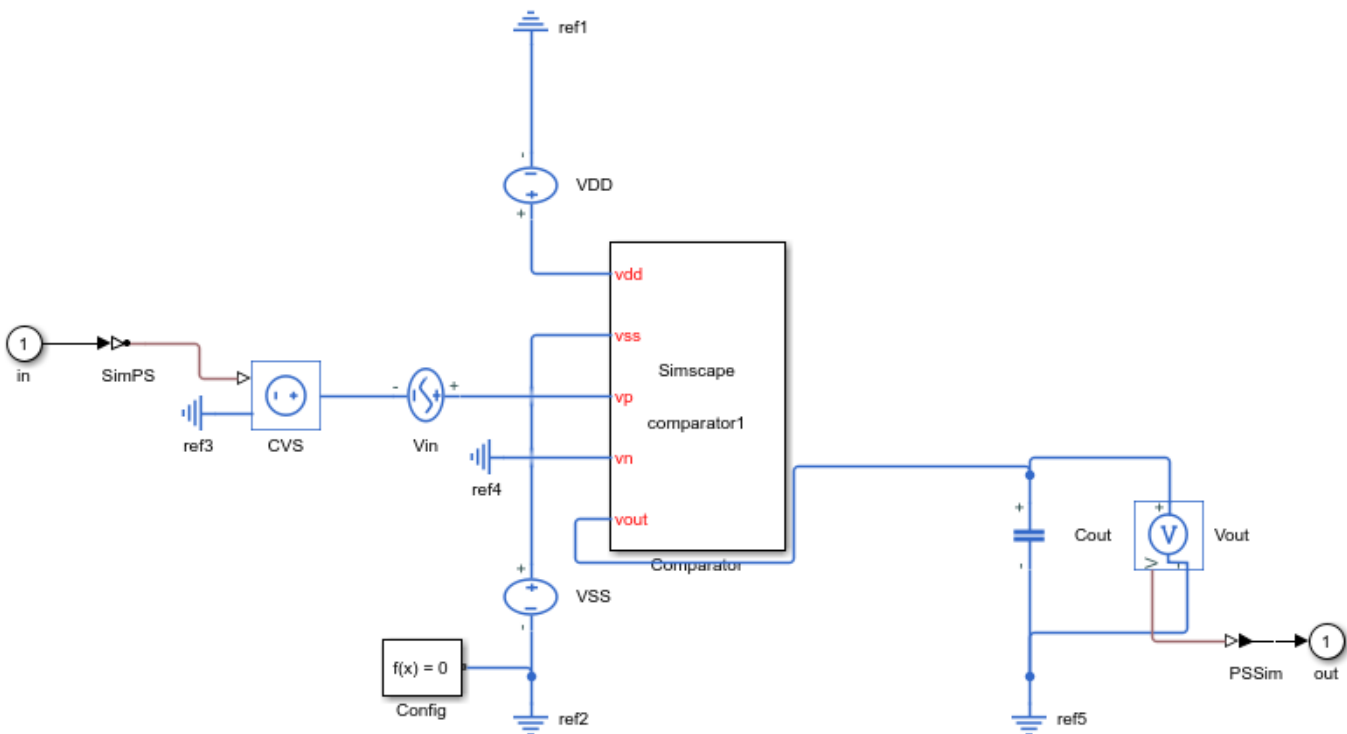 ref1
-
VDD
+
vdd
vss
1
in
SimPS
Simscape
comparator1
- +
vp
ref3
CVS
Vin
vn
ref4
vout
+
+
Cout
V
Vout
-
V
-
Comparator
+
VSS
-
f(x) = 0
Config
ref2
1
PSSim
out
ref5